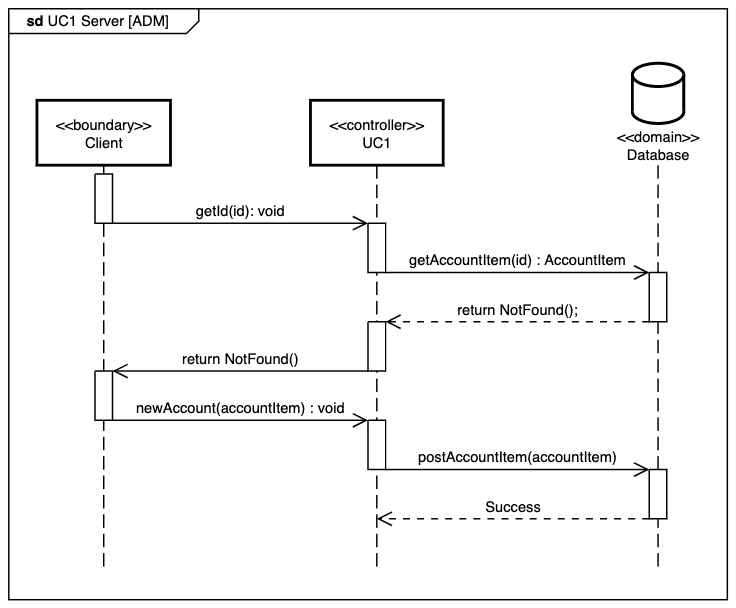 sd UC1 Server [ADM]
<<boundary>>
Client
<<controller>>
UC1
<<domain>>
Database
getId(id): void
getAccountItem(id) : AccountItem
return NotFound();
return NotFound()
newAccount(accountItem) : void
postAccountItem(accountItem)
Success